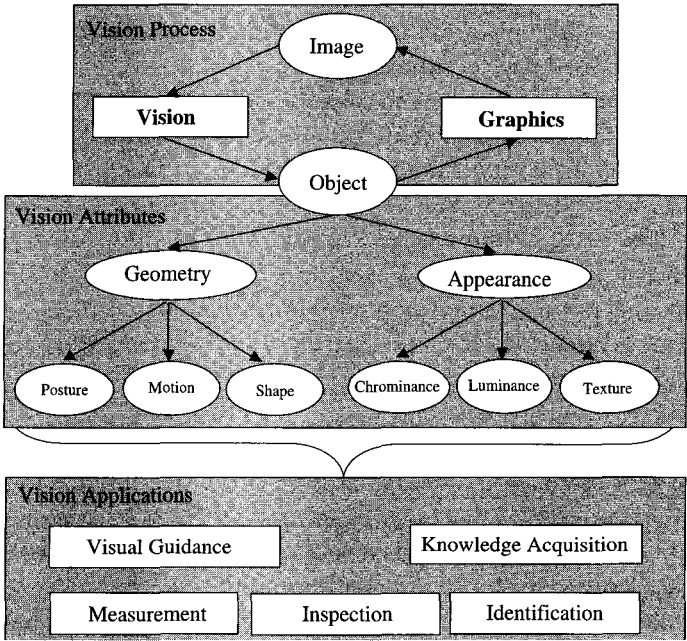 Vision Process
Image
Vision
Graphics
Object
Vision Attributes
Geometry
Appearance
Posture
Motion
Shape
Chrominance
Luminance
Texture
Vision Applications
Visual Guidance
Knowledge Acquisition
Measurement
Inspection
Identification